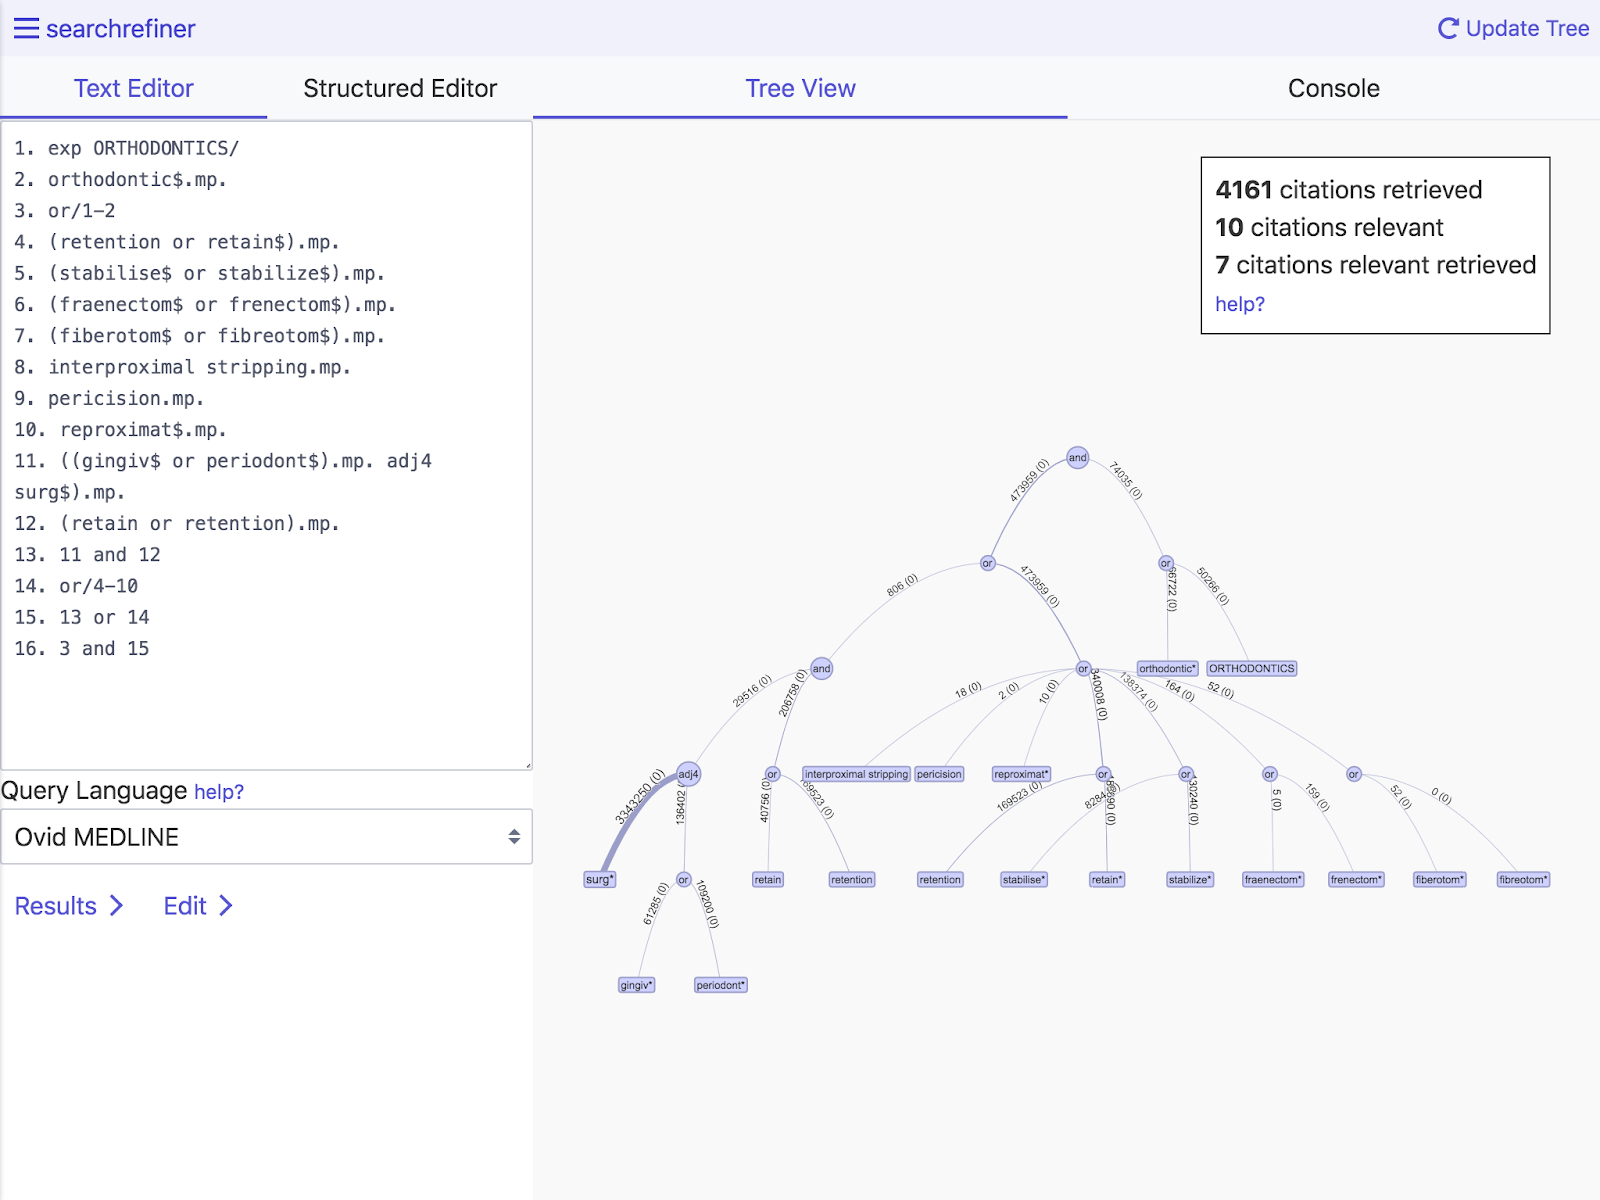 searchrefiner
Update Tree
Text Editor
Structured Editor
Tree View
Console
1. exp ORTHODONTICS/
2. orthodontic$.mp.
3. or/1-2
4. (retention or retain$).mp.
5. (stabilise$ or stabilize$).mp.
6. (fraenectom$ or frenectom$).mp.
7. (fiberotom$ or fibreotom$).mp.
8. interproximal stripping.mp.
9. pericision.mp.
10. reproximat$.mp.
11. ((gingiv$ or periodont$).mp. adj4
surg$).mp.
12. (retain or retention).mp.
13. 11 and 12
14. or/4-10
15. 13 or 14
16. 3 and 15
Query Language help?
Ovid MEDLINE
Results
Edit
4161 citations retrieved
10 citations relevant
7 citations relevant retrieved
help?
and
473959 (0)
74035 (0)
or
or
806 (0)
473959 (0)
66722 (0)
50266 (0)
and
or
orthodontic*
ORTHODONTICS
29516 (0)
206758 (0)
18 (0)
2 (0)
10 (0)
340008 (0)
138374 (0)
164 (0)
52 (0)
adj4
or
interproximal stripping
pericision
reproximat*
or
or
or
or
3343250 (0)
136402
40756 (0)
169523 (0)
169523 (0)
8284
(0)
5 (0)
159 (0)
52 (0)
0 (0)
surg*
or
retain
retention
retention
stabilise*
retain*
stabilize*
fraenectom*
frenectom*
fiberotom*
fibreotom*
61285 (0)
109200 (0)
gingiv*
periodont*